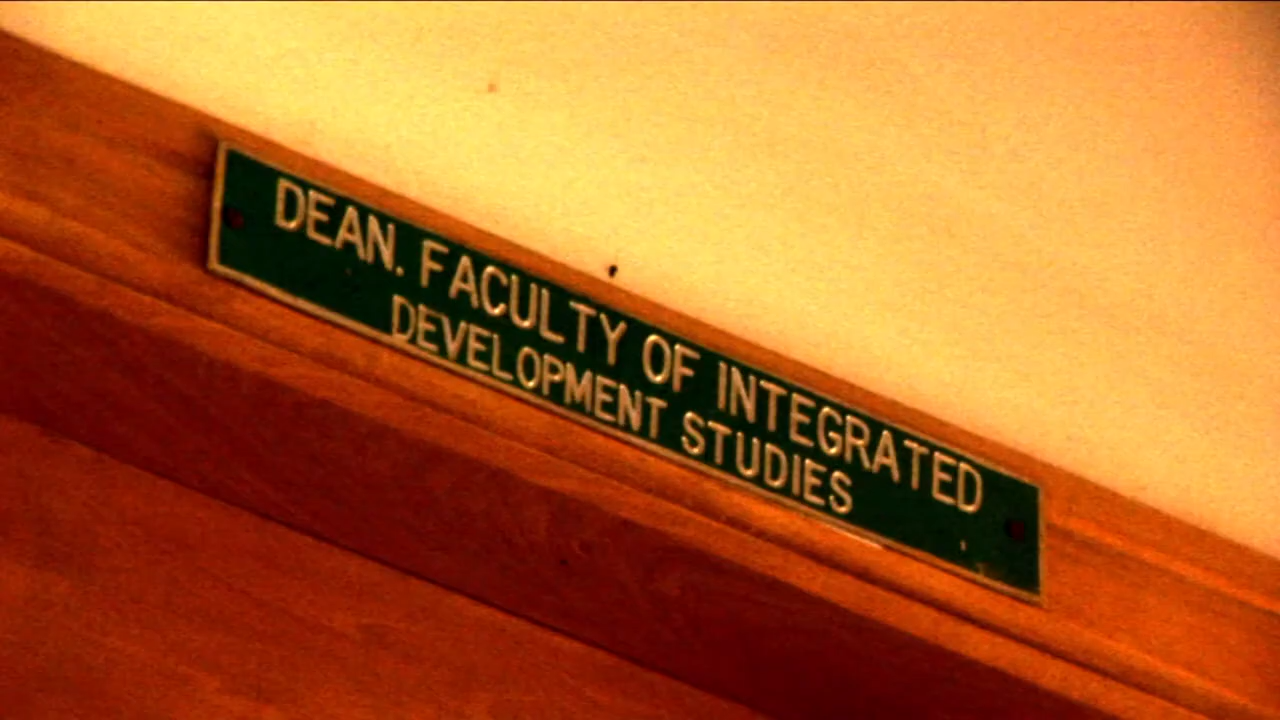 DEAN. FACULTY OF INTEGRATED
DEVELOPMENT STUDIES